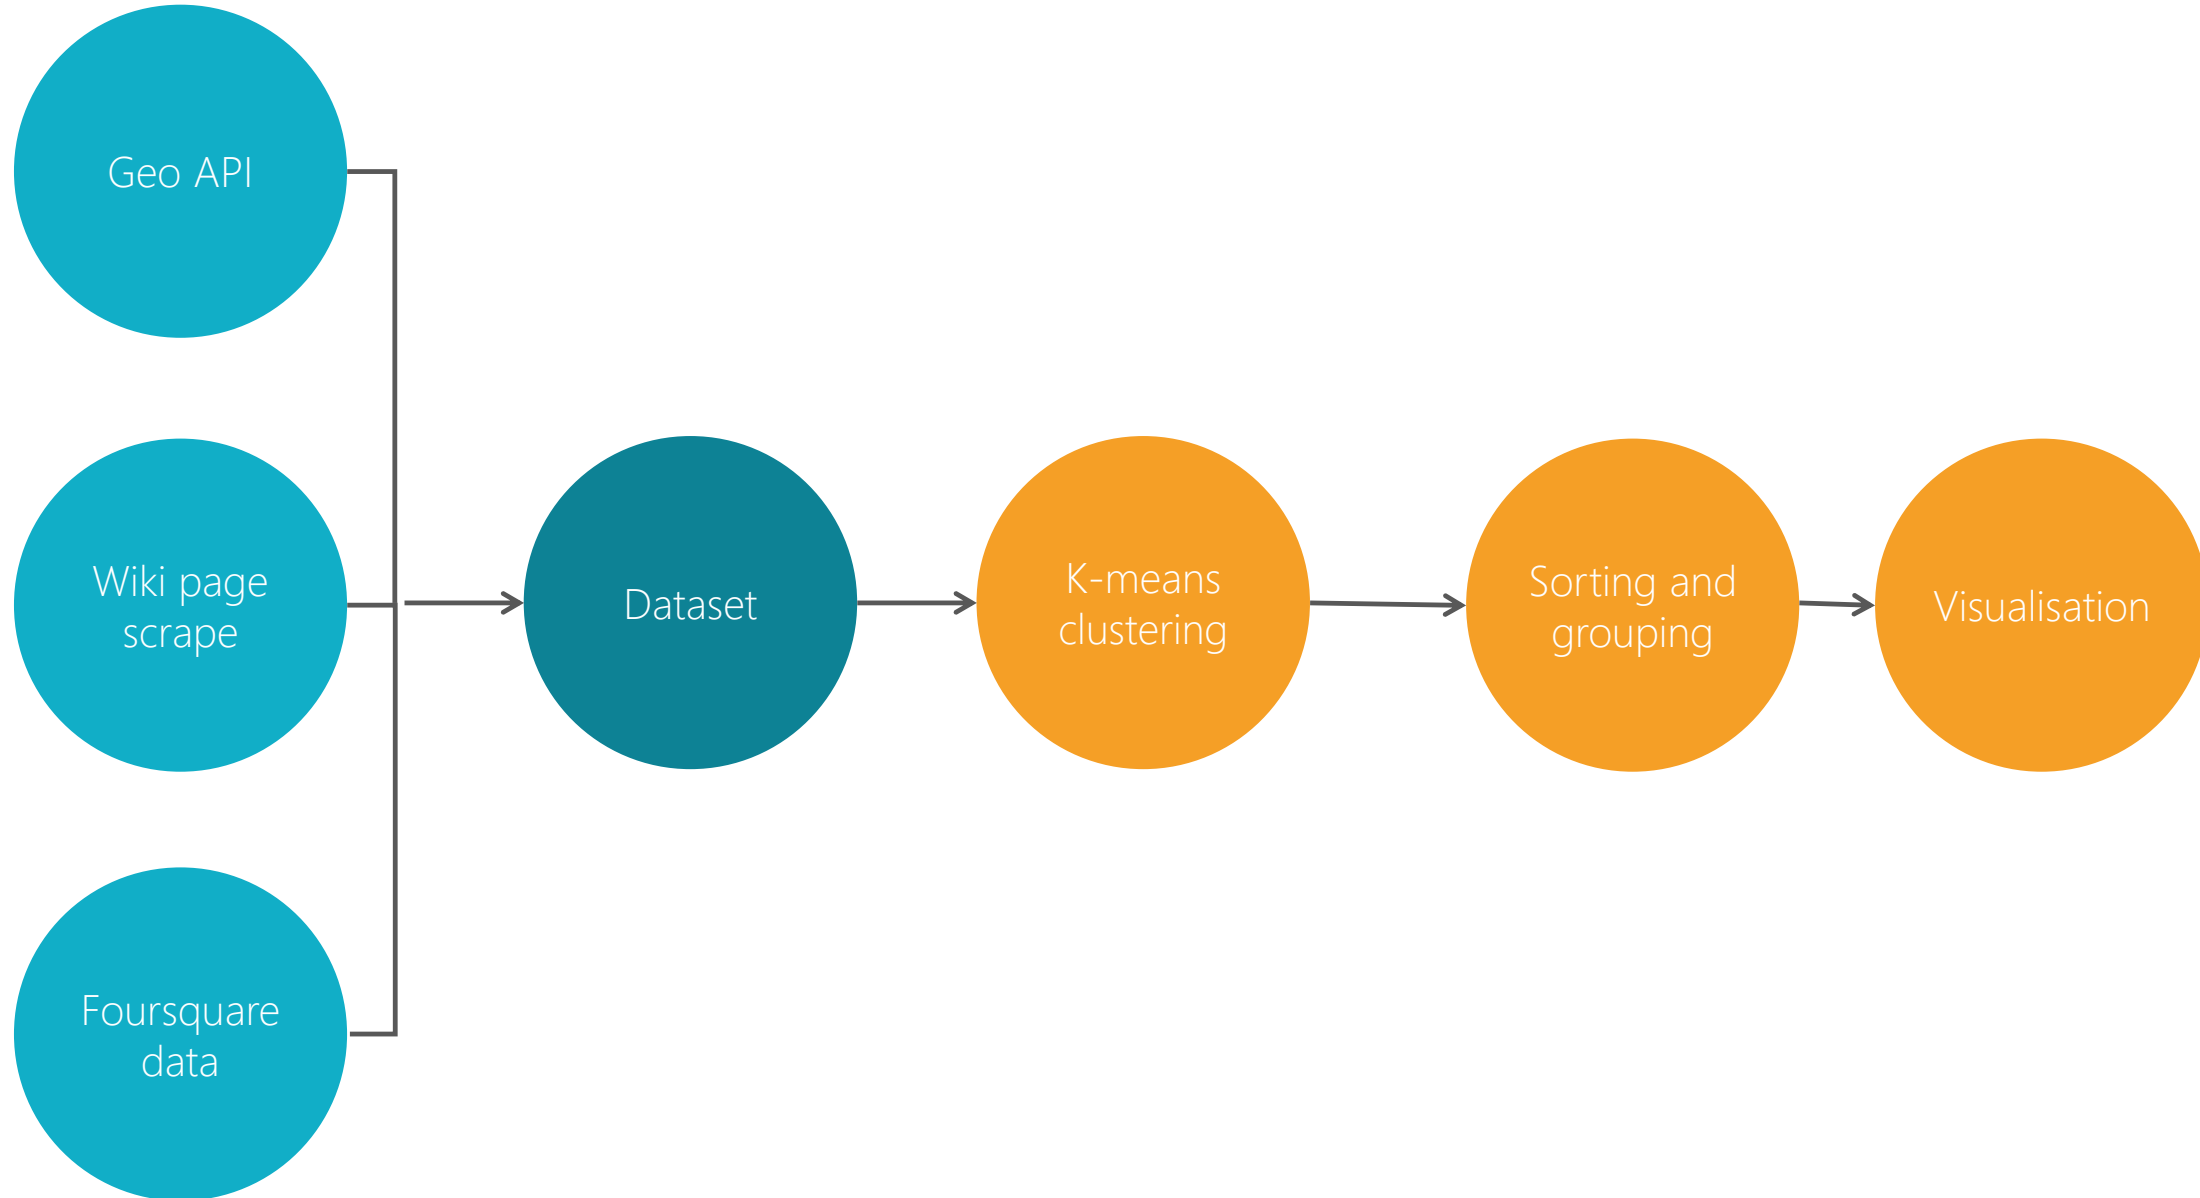 Geo API
Wiki page
scrape
Foursquare
data
Dataset
K-means
clustering
Sorting and
grouping
Visualisation